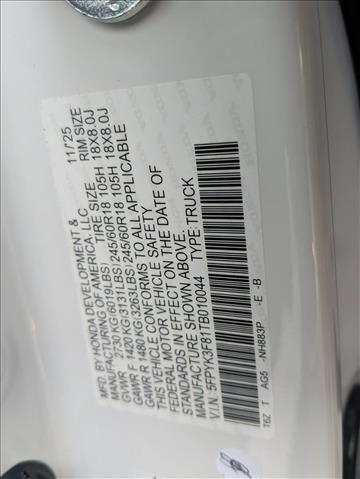 MFD. BY HONDA DEVELOPMENT &
MANUFACTURING OF AMERICA, LLC 11/'25
GVWR 2730 KG(6019LBS) TIRE SIZE RIM SIZE
GAWR F 1420 KG(3131LBS) 245/60R18 105H 18X8.0J
GAWR R 1480 KG(3263LBS) 245/60R18 105H 18X8.0J
THIS VEHICLE CONFORMS TO ALL APPLICABLE
FEDERAL MOTOR VEHICLE SAFETY
STANDARDS IN EFFECT ON THE DATE OF
MANUFACTURE SHOWN ABOVE.
V.I.N.:5FPYK3F81TB010044 TYPE:TRUCK
T6Z T AG5 -NH883P -E -B